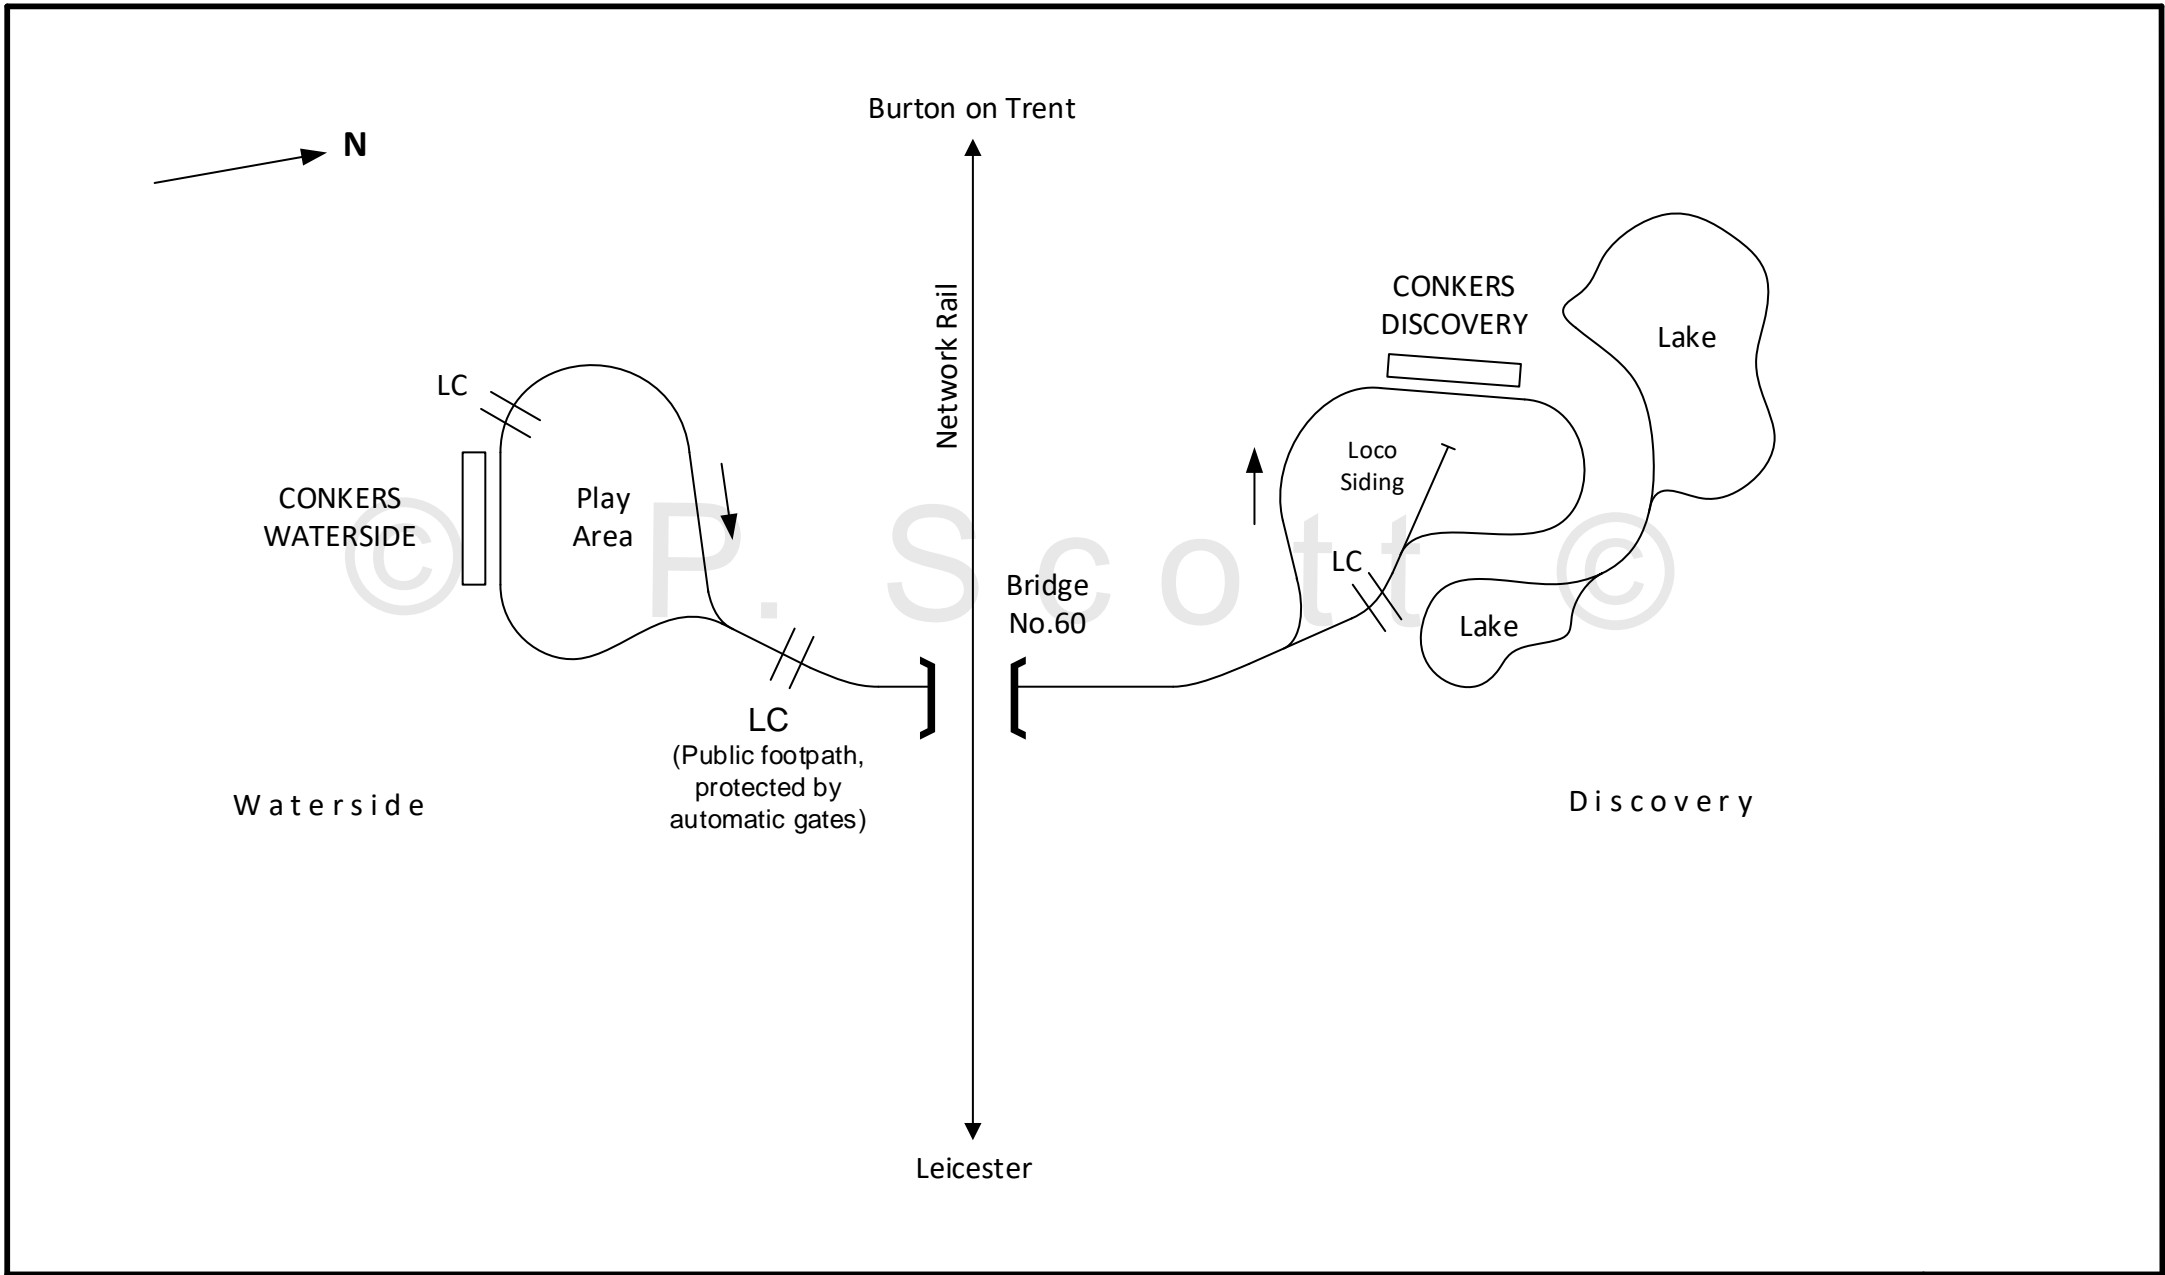 Burton on Trent
N
Network Rail
CONKERS
DISCOVERY
Lake
LC
CONKERS
WATERSIDE
Play
Area
Loco
Siding
LC
Bridge
No.60
Lake
© P. Scott ©
LC
(Public footpath,
protected by
automatic gates)
Waterside
Discovery
Leicester